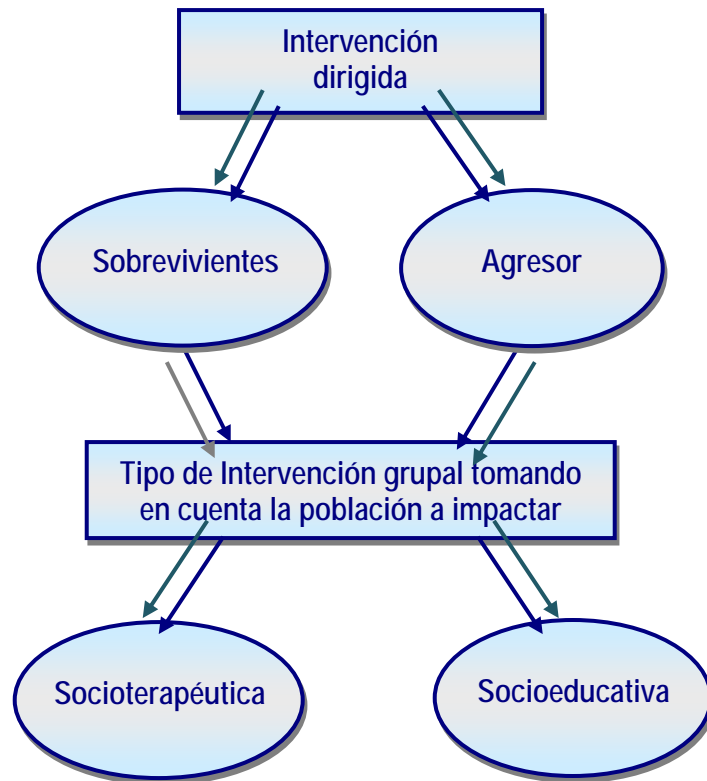 Intervención
dirigida
Sobrevivientes
Agresor
Tipo de Intervención grupal tomando
en cuenta la población a impactar
Socioterapéutica
Socioeducativa